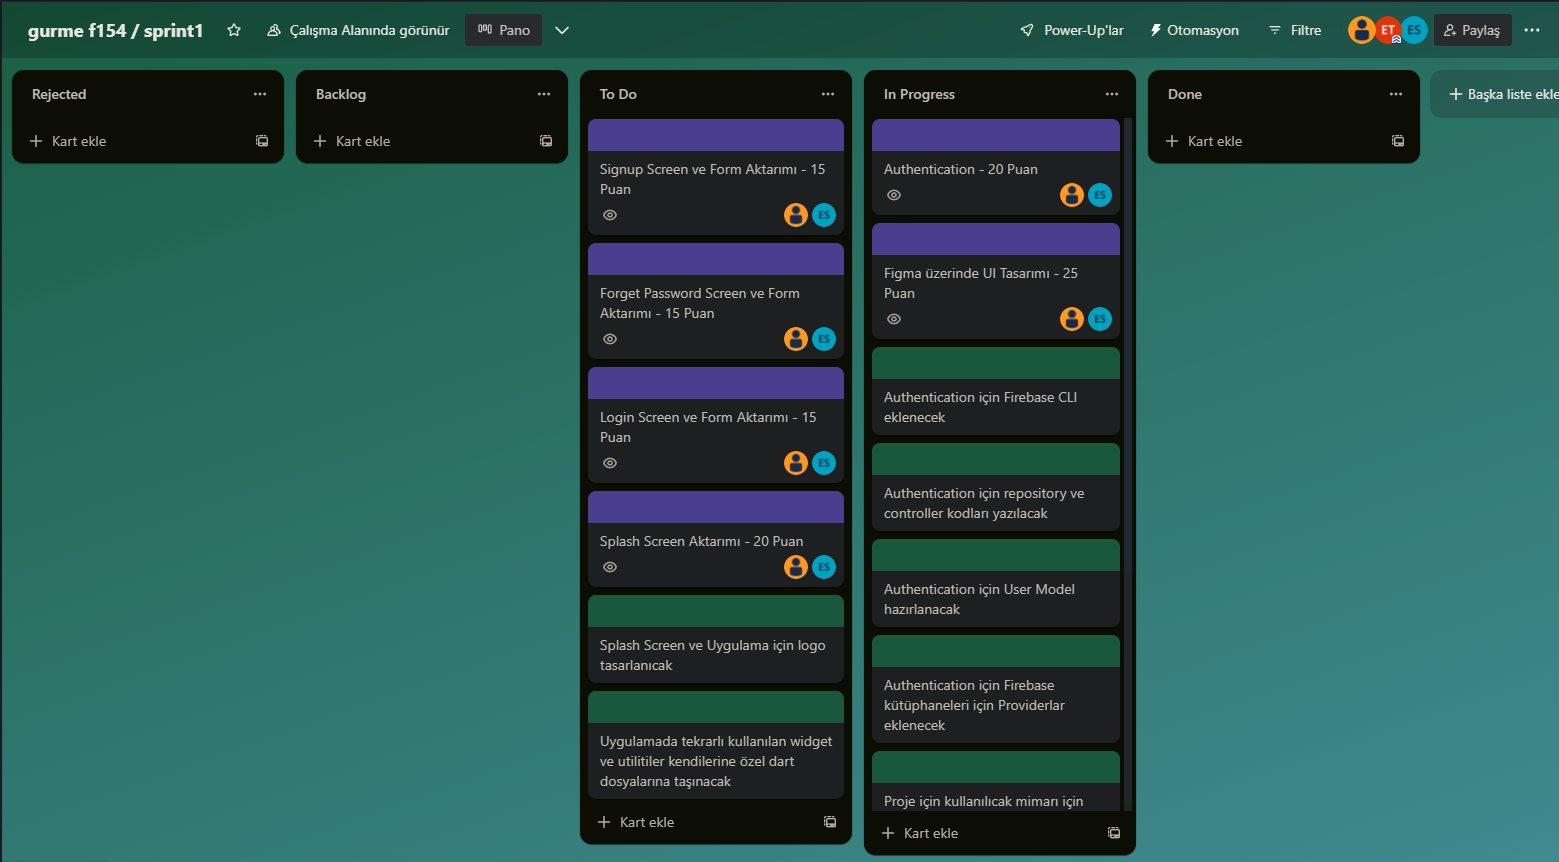 gurme f154 / sprint1
Çalışma Alanında görünür
Pano
Power-Up'lar
Otomasyon
Filtre
ET
ES
Paylaş
Rejected
Kart ekle
Backlog
Kart ekle
To Do
Signup Screen ve Form Aktarımı - 15
Puan
ES
Forget Password Screen ve Form
Aktarımı - 15 Puan
ES
Login Screen ve Form Aktarımı - 15
Puan
ES
Splash Screen Aktarımı - 20 Puan
ES
Splash Screen ve Uygulama için logo
tasarlanıcak
Uygulamada tekrarlı kullanılan widget
ve utilitiler kendilerine özel dart
dosyalarına taşınacak
Kart ekle
In Progress
Authentication - 20 Puan
ES
Figma üzerinde UI Tasarımı - 25
Puan
ES
Authentication için Firebase CLI
eklenecek
Authentication için repository ve
controller kodları yazılacak
Authentication için User Model
hazırlanacak
Authentication için Firebase
kütüphaneleri için Providerlar
eklenecek
Proje için kullanılıcak mimarı için
Kart ekle
Done
Kart ekle
Başka liste ekle